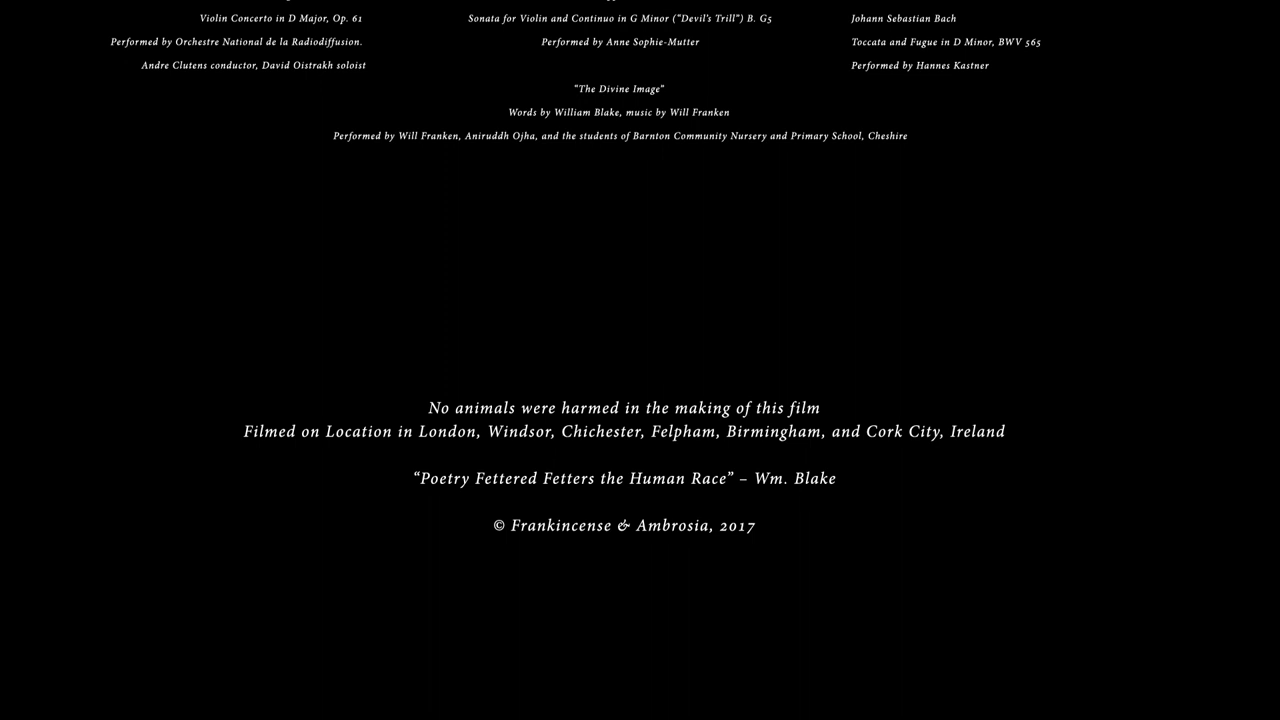 Violin Concerto in D Major, Op. 61
Performed by Orchestre National de la Radiodiffusion.
Andre Clutens conductor, David Oistrakh soloist
Sonata for Violin and Continuo in G Minor (“Devil’s Trill”) B. G5
Performed by Anne Sophie-Mutter
Johann Sebastian Bach
Toccata and Fugue in D Minor, BWV 565
Performed by Hannes Kastner
“The Divine Image”
Words by William Blake, music by Will Franken
Performed by Will Franken, Aniruddh Ojha, and the students of Barnton Community Nursery and Primary School, Cheshire
No animals were harmed in the making of this film
Filmed on Location in London, Windsor, Chichester, Felpham, Birmingham, and Cork City, Ireland
“Poetry Fettered Fetters the Human Race” – Wm. Blake
© Frankincense & Ambrosia, 2017